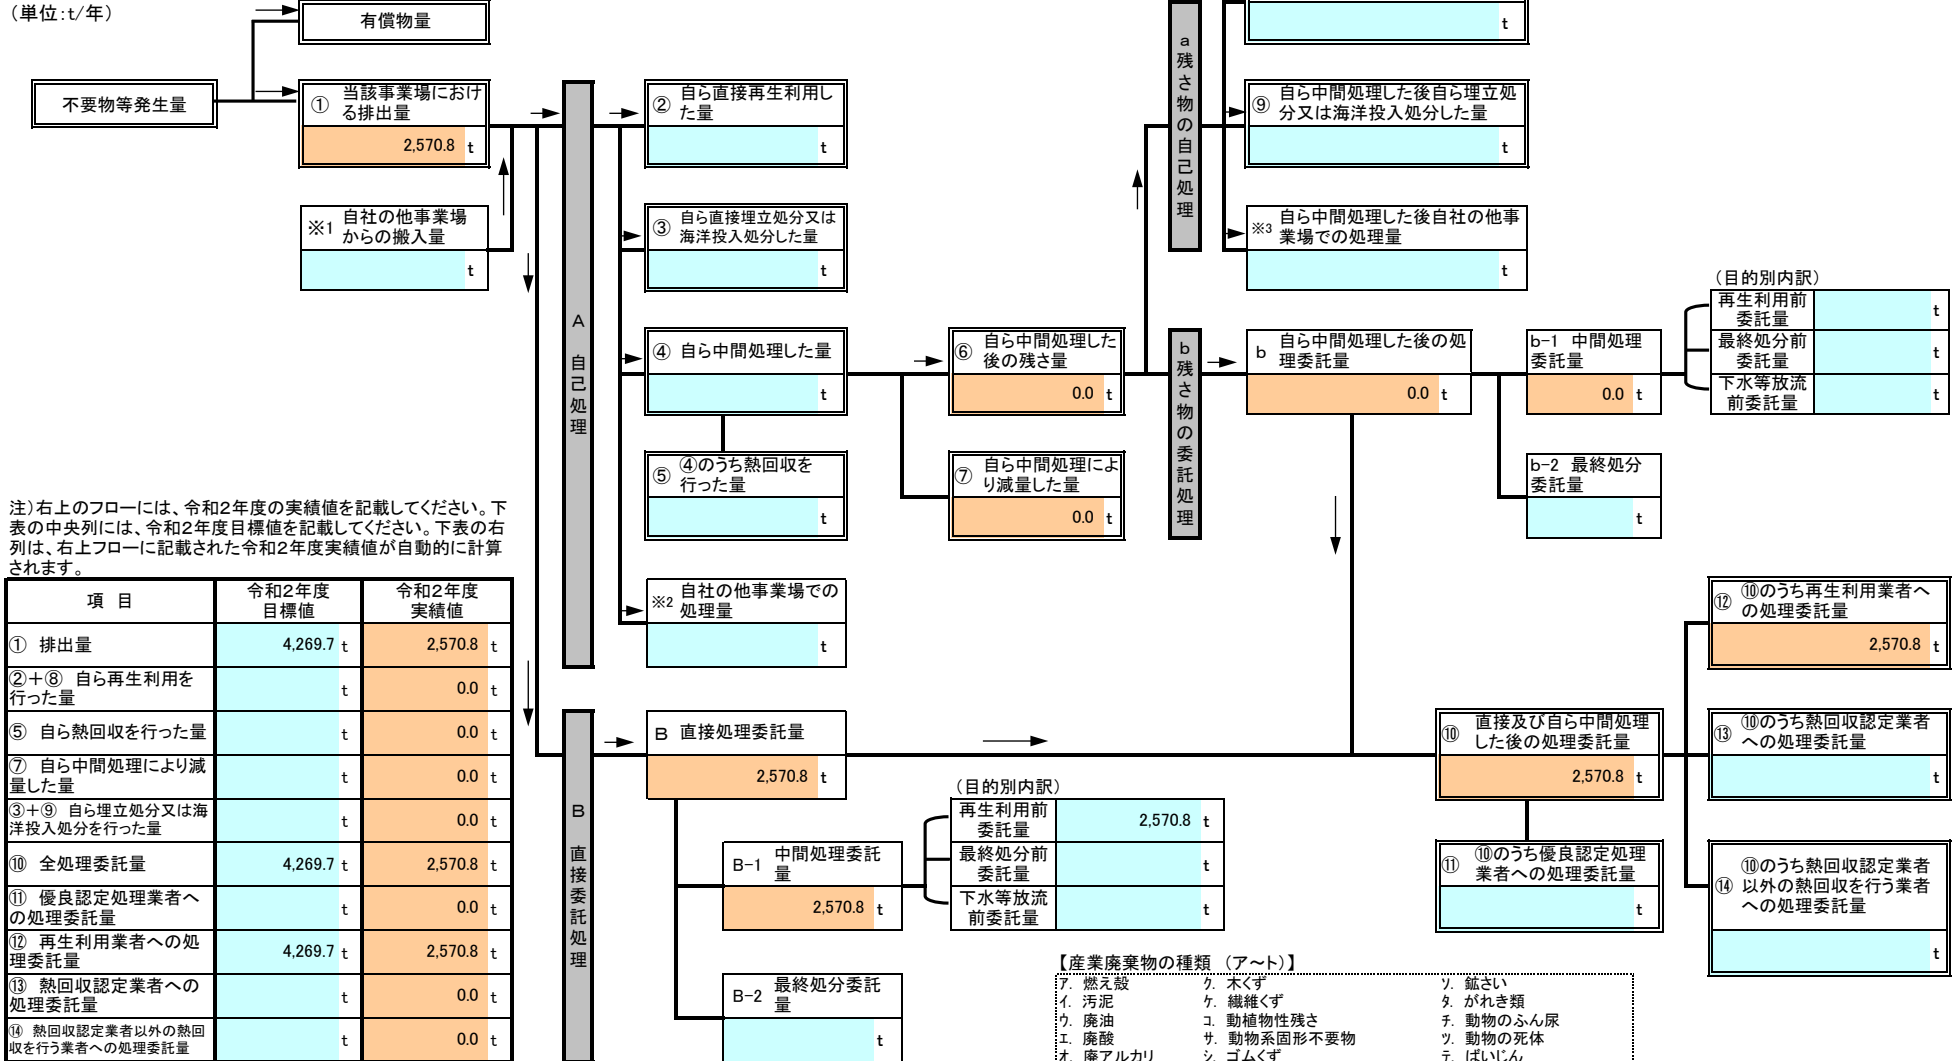 （単位：t/年）
有償物量
不要物等発生量
① 当該事業場におけ
る排出量
2,570.8 t
※1 自社の他事業場
からの搬入量
t
A 自己処理
② 自ら直接再生利用し
た量
t
③ 自ら直接埋立処分又は
海洋投入処分した量
t
④ 自ら中間処理した量
t
⑤ ④のうち熱回収を
行った量
t
※2 自社の他事業場での
処理量
t
⑥ 自ら中間処理した
後の残さ量
0.0 t
⑦ 自ら中間処理によ
り減量した量
0.0 t
a 残さ物の自己処理
t
⑨ 自ら中間処理した後自ら埋立処
分又は海洋投入処分した量
t
※3 自ら中間処理した後自社の他事
業場での処理量
t
b 残さ物の委託処理
b 自ら中間処理した後の処
理委託量
0.0 t
b-1 中間処理
委託量
0.0 t
b-2 最終処分
委託量
t
（目的別内訳）
再生利用前
委託量
t
最終処分前
委託量
t
下水等放流
前委託量
t
注）右上のフローには、令和２年度の実績値を記載してください。下
表の中央列には、令和２年度目標値を記載してください。下表の右
列は、右上フローに記載された令和２年度実績値が自動的に計算
されます。
項 目
令和２年度
目標値
令和２年度
実績値
① 排出量 4,269.7 t 2,570.8 t
②＋⑧ 自ら再生利用を
行った量
t 0.0 t
⑤ 自ら熱回収を行った量 t 0.0 t
⑦ 自ら中間処理により減
量した量
t 0.0 t
③＋⑨ 自ら埋立処分又は海
洋投入処分を行った量
t 0.0 t
⑩ 全処理委託量 4,269.7 t 2,570.8 t
⑪ 優良認定処理業者へ
の処理委託量
t 0.0 t
⑫ 再生利用業者への処
理委託量
4,269.7 t 2,570.8 t
⑬ 熱回収認定業者への
処理委託量
t 0.0 t
⑭ 熱回収認定業者以外の熱回
収を行う業者への処理委託量
t 0.0 t
B 直接委託処理
B 直接処理委託量
2,570.8 t
B-1 中間処理委託
量
2,570.8 t
B-2 最終処分委託
量
t
（目的別内訳）
再生利用前
委託量
2,570.8 t
最終処分前
委託量
t
下水等放流
前委託量
t
⑩ 直接及び自ら中間処理
した後の処理委託量
2,570.8 t
⑪ ⑩のうち優良認定処理
業者への処理委託量
t
⑫ ⑩のうち再生利用業者へ
の処理委託量
2,570.8 t
⑬ ⑩のうち熱回収認定業者
への処理委託量
t
⑭ ⑩のうち熱回収認定業者
以外の熱回収を行う業者
への処理委託量
t
【産業廃棄物の種類 （ア～ト）】
ア. 燃え殻 ク. 木くず ソ. 鉱さい
イ. 汚泥 ケ. 繊維くず タ. がれき類
ウ. 廃油 コ. 動植物性残さ チ. 動物のふん尿
エ. 廃酸 サ. 動物系固形不要物 ツ. 動物の死体
オ. 廃アルカリ シ. ゴムくず テ. ばいじん